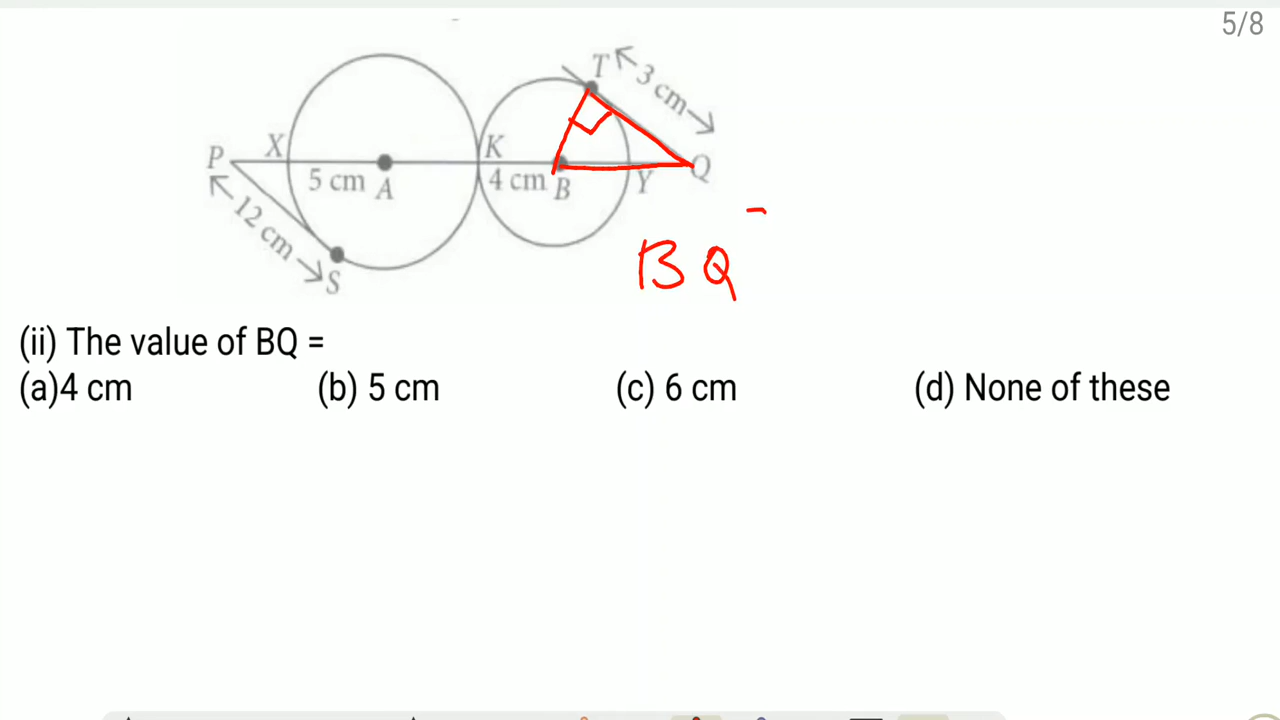 5/8
T 3 cm
P X K Q
5 cm A 4 cm B Y
12 cm
S
BQ
(ii) The value of BQ =
(a)4 cm (b) 5 cm (c) 6 cm (d) None of these